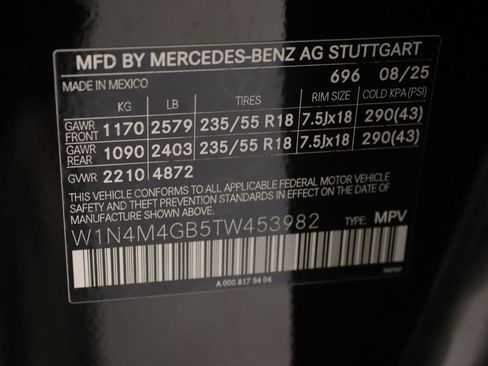 MFD BY MERCEDES-BENZ AG STUTTGART
MADE IN MEXICO 696 08/25
KG LB TIRES RIM SIZE COLD KPA (PSI)
GAWR FRONT 1170 2579 235/55 R18 7.5Jx18 290(43)
GAWR REAR 1090 2403 235/55 R18 7.5Jx18 290(43)
GVWR 2210 4872
THIS VEHICLE CONFORMS TO ALL APPLICABLE FEDERAL MOTOR VEHICLE
SAFETY AND THEFT PREVENTION STANDARDS IN EFFECT ON THE
DATE OF MANUFACTURE SHOWN ABOVE.
W1N4M4GB5TW453982 TYPE: MPV
A 000 817 54 04